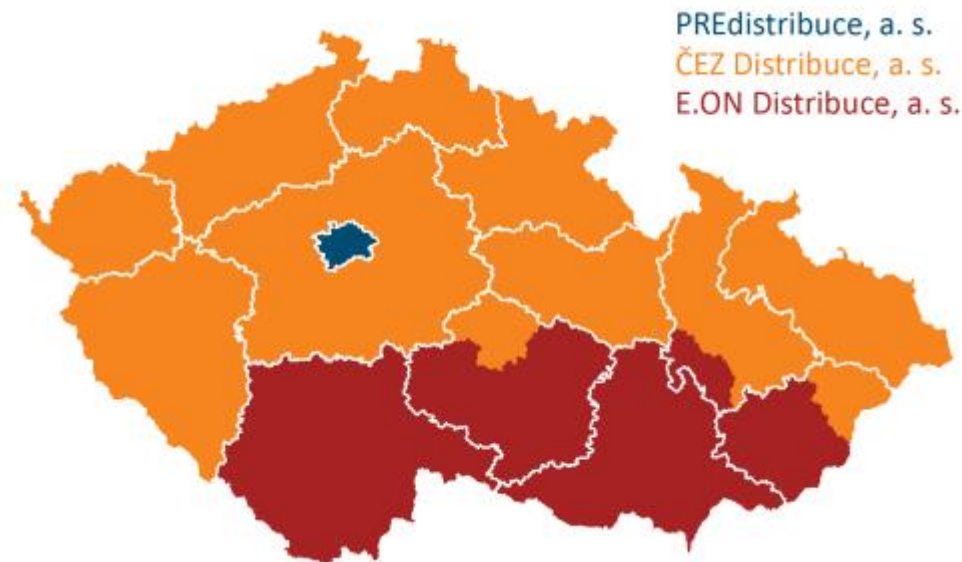 PREdistribuce, a. s.
ČEZ Distribuce, a. s.
E.ON Distribuce, a. s.